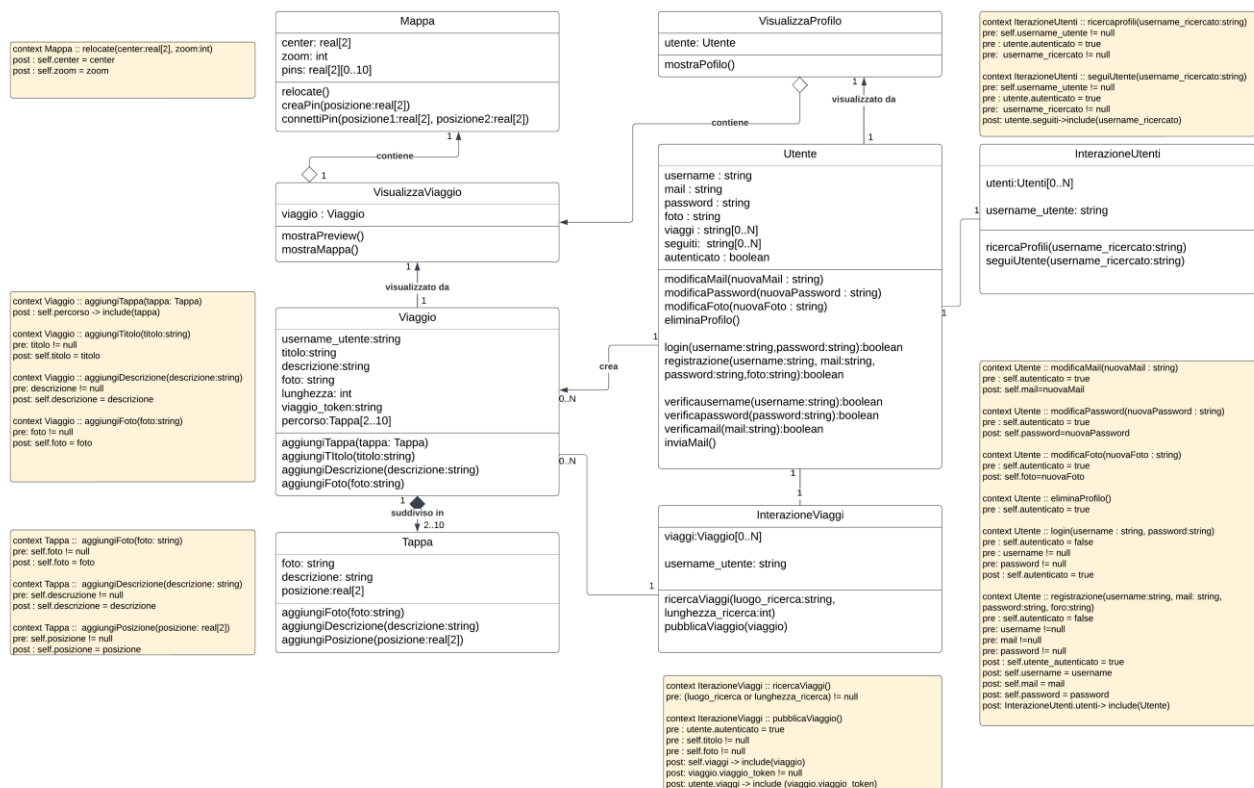 context Mappa :: relocate(center:real[2], zoom:int)
post : self.center = center
post : self.zoom = zoom
Mappa
center: real[2]
zoom: int
pins: real[2][0..10]
relocate()
creaPin(posizione:real[2])
connettiPin(posizione1:real[2], posizione2:real[2])
1
contiene
1
VisualizzaViaggio
viaggio : Viaggio
mostraPreview()
mostraMappa()
1
visualizzato da
1
VisualizzaProfilo
utente: Utente
mostraPofilo()
1
visualizzato da
1
contiene
context IterazioneUtenti :: ricercaprofili(username_ricercato:string)
pre: self.username_utente != null
pre : utente.autenticato = true
pre:  username_ricercato != null
context IterazioneUtenti :: seguiUtente(username_ricercato:string)
pre: self.username_utente != null
pre : utente.autenticato = true
pre:  username_ricercato != null
post: utente.seguiti->include(username_ricercato)
Utente
username : string
mail : string
password : string
foto : string
viaggi : string[0..N]
seguiti:  string[0..N]
autenticato : boolean
modificaMail(nuovaMail : string)
modificaPassword(nuovaPassword : string)
modificaFoto(nuovaFoto : string)
eliminaProfilo()
login(username:string,password:string):boolean
registrazione(username:string, mail:string,
password:string,foto:string):boolean
verificausername(username:string):boolean
verificapassword(password:string):boolean
verificamail(mail:string):boolean
inviaMail()
InterazioneUtenti
utenti:Utenti[0..N]
username_utente: string
ricercaProfili(username_ricercato:string)
seguiUtente(username_ricercato:string)
1
1
1
crea
0..N
context Viaggio :: aggiungiTappa(tappa: Tappa)
post : self.percorso -> include(tappa)
context Viaggio :: aggiungiTitolo(titolo:string)
pre: titolo != null
post: self.titolo = titolo
context Viaggio :: aggiungiDescrizione(descrizione:string)
pre: descrizione != null
post: self.descrizione = descrizione
context Viaggio :: aggiungiFoto(foto:string)
pre: foto != null
post: self.foto = foto
Viaggio
username_utente:string
titolo:string
descrizione:string
foto: string
lunghezza: int
viaggio_token:string
percorso:Tappa[2..10]
aggiungiTappa(tappa: Tappa)
aggiungiTItolo(titolo:string)
aggiungiDescrizione(descrizione:string)
aggiungiFoto(foto:string)
0..N
1
1
suddiviso in
2..10
1
1
context Tappa ::  aggiungiFoto(foto: string)
pre: self.foto != null
post : self.foto = foto
context Tappa ::  aggiungiDescrizione(descrizione: string)
pre: self.descruzione != null
post : self.descrizione = descrizione
context Tappa ::  aggiungiPosizione(posizione: real[2])
pre: self.posizione != null
post : self.posizione = posizione
Tappa
foto: string
descrizione: string
posizione:real[2]
aggiungiFoto(foto:string)
aggiungiDescrizione(descrizione:string)
aggiungiPosizione(posizione:real[2])
InterazioneViaggi
viaggi:Viaggio[0..N]
username_utente: string
ricercaViaggi(luogo_ricerca:string,
lunghezza_ricerca:int)
pubblicaViaggio(viaggio)
context Utente :: modificaMail(nuovaMail : string)
pre : self.autenticato = true
post: self.mail=nuovaMail
context Utente :: modificaPassword(nuovaPassword : string)
pre : self.autenticato = true
post: self.password=nuovaPassword
context Utente :: modificaFoto(nuovaFoto : string)
pre : self.autenticato = true
post: self.foto=nuovaFoto
context Utente :: eliminaProfilo()
pre : self.autenticato = true
context Utente :: login(username : string, password:string)
pre : self.autenticato = false
pre : username != null
pre: password != null
post : self.autenticato = true
context Utente :: registrazione(username:string, mail: string,
password:string, foro:string)
pre : self.autenticato = false
pre: username !=null
pre: mail !=null
pre: password != null
post : self.utente_autenticato = true
post: self.username = username
post: self.mail = mail
post: self.password = password
post: InterazioneUtenti.utenti-> include(Utente)
context IterazioneViaggi :: ricercaViaggi()
pre: (luogo_ricerca or lunghezza_ricerca) != null
context IterazioneViaggi :: pubblicaViaggio()
pre : utente.autenticato = true
pre : self.titolo != null
pre : self.foto != null
post: self.viaggi -> include(viaggio)
post: viaggio.viaggio_token != null
post: utente.viaggi -> include (viaggio.viaggio_token)